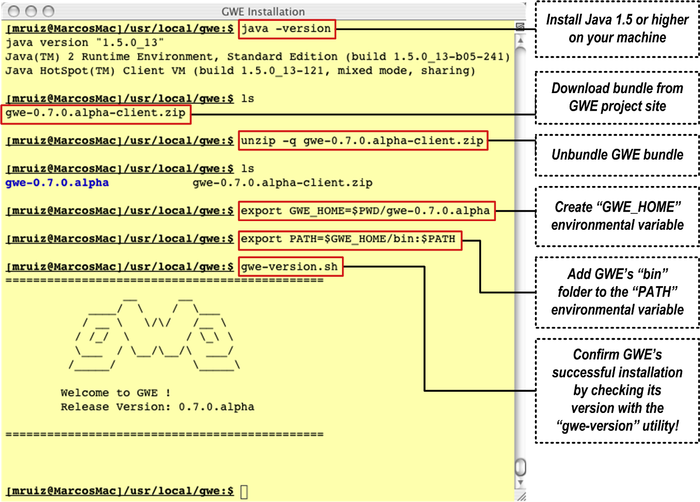 GWE Installation
[mruiz@MarcosMac]/usr/local/gwe:$ java -version
java version "1.5.0_13"
Java(TM) 2 Runtime Environment, Standard Edition (build 1.5.0_13-b05-241)
Java HotSpot(TM) Client VM (build 1.5.0_13-121, mixed mode, sharing)
[mruiz@MarcosMac]/usr/local/gwe:$ ls
gwe-0.7.0.alpha-client.zip
[mruiz@MarcosMac]/usr/local/gwe:$ unzip -q gwe-0.7.0.alpha-client.zip
[mruiz@MarcosMac]/usr/local/gwe:$ ls
gwe-0.7.0.alpha gwe-0.7.0.alpha-client.zip
[mruiz@MarcosMac]/usr/local/gwe:$ export GWE_HOME=$PWD/gwe-0.7.0.alpha
[mruiz@MarcosMac]/usr/local/gwe:$ export PATH=$GWE_HOME/bin:$PATH
[mruiz@MarcosMac]/usr/local/gwe:$ gwe-version.sh
Welcome to GWE !
Release Version: 0.7.0.alpha
[mruiz@MarcosMac]/usr/local/gwe:$
Install Java 1.5 or higher
on your machine
Download bundle from
GWE project site
Unbundle GWE bundle
Create “GWE_HOME”
environmental variable
Add GWE’s “bin”
folder to the “PATH”
environmental variable
Confirm GWE’s
successful installation
by checking its
version with the
“gwe-version” utility!